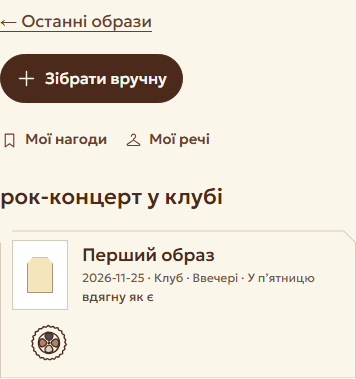 ← Останні образи
+ Зібрати вручну
Мої нагоди Мої речі
рок-концерт у клубі
Перший образ
2026-11-25 · Клуб · Ввечері · У п’ятницю
вдягну як є